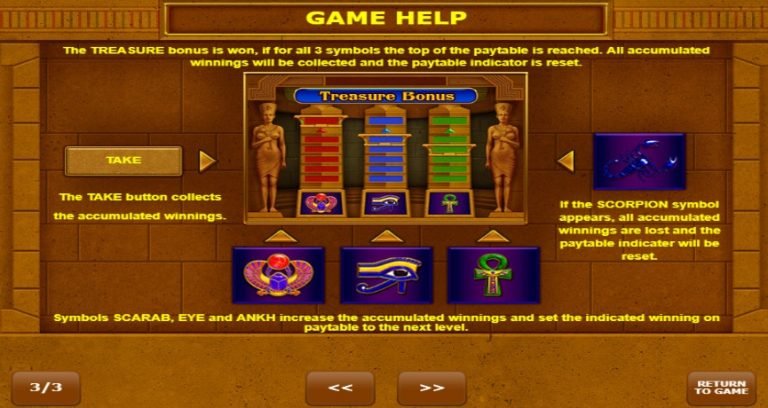 GAME HELP
The TREASURE bonus is won, if for all 3 symbols the top of the paytable is reached. All accumulated
winnings will be collected and the paytable indicator is reset.
Treasure Bonus
TAKE
The TAKE button collects
the accumulated winnings.
If the SCORPION symbol
appears, all accumulated
winnings are lost and the
paytable indicater will be
reset.
Symbols SCARAB, EYE and ANKH increase the accumulated winnings and set the indicated winning on
paytable to the next level.
3/3
<<
>>
RETURN
TO GAME